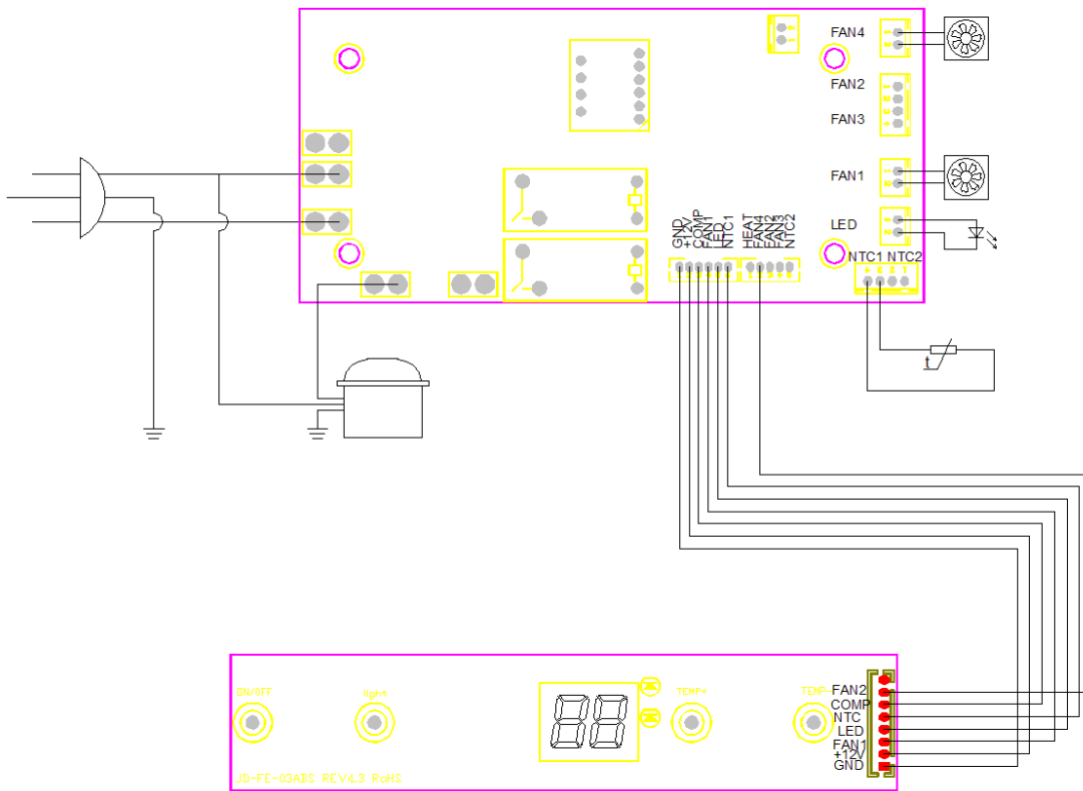 FAN4
FAN2
FAN3
FAN1
LED
NTC1 NTC2
GND
+12V
COMP
FAN1
LED
NTC1
HEAT
FAN4
FAN2
FAN3
NTC2
t
ON/OFF
light
TEMP+
TEMP-
88
FAN2
COMP
NTC
LED
FAN1
+12V
GND
JD-FE-03ABS REV4.3 RoHS